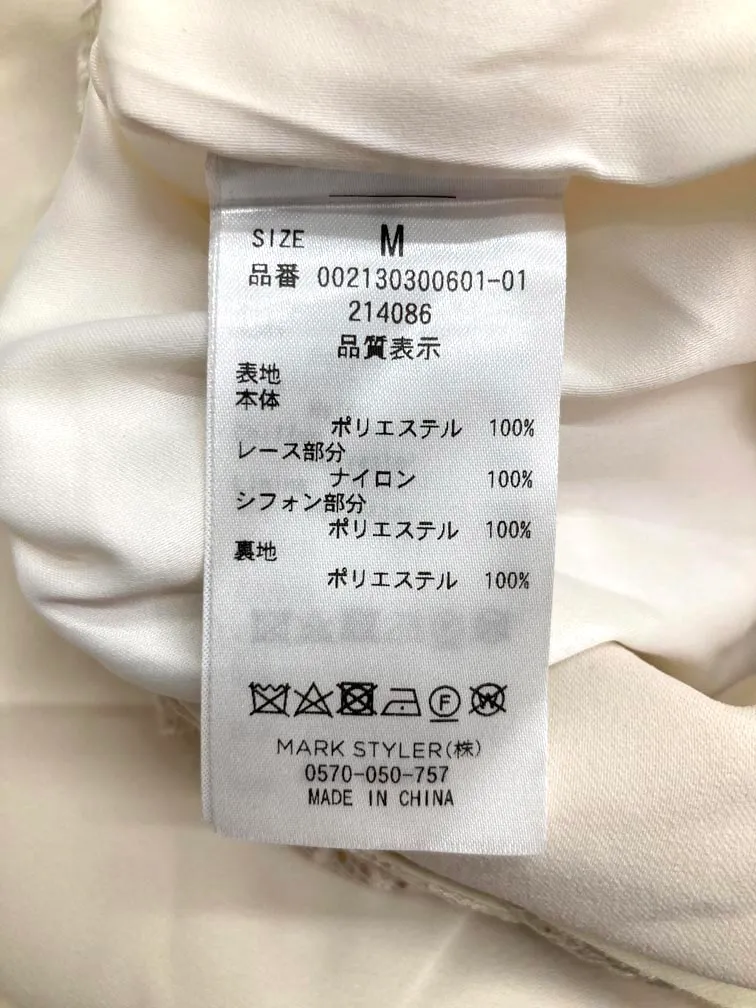 SIZE M
品番 002130300601-01
214086
品質表示
表地
本体
ポリエステル 100%
レース部分
ナイロン 100%
シフォン部分
ポリエステル 100%
裏地
ポリエステル 100%
F W
MARK STYLER(株)
0570-050-757
MADE IN CHINA